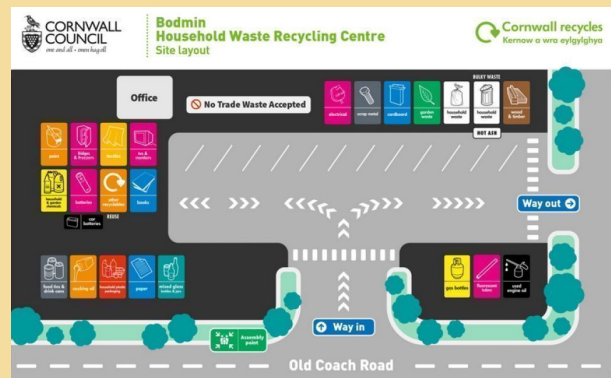 CORNWALL
COUNCIL
one and all • onen hag oll
Bodmin
Household Waste Recycling Centre
Site layout
Cornwall recycles
Kernow a wra eylgylghya
Office
No Trade Waste Accepted
BULKY WASTE
electrical
scrap metal
cardboard
garden
waste
household
waste
household
waste
wood
& timber
NOT ASH
paint
fridges
& freezers
textiles
tvs &
monitors
household
& garden
chemicals
batteries
other
books
REUSE
car
batteries
Way out
food tins &
drink cans
cooking oil
household plastic
packaging
paper
mixed glass
bottles & jars
gas bottles
fluorescent
tubes
used
engine oil
Assembly
point
Way in
Old Coach Road